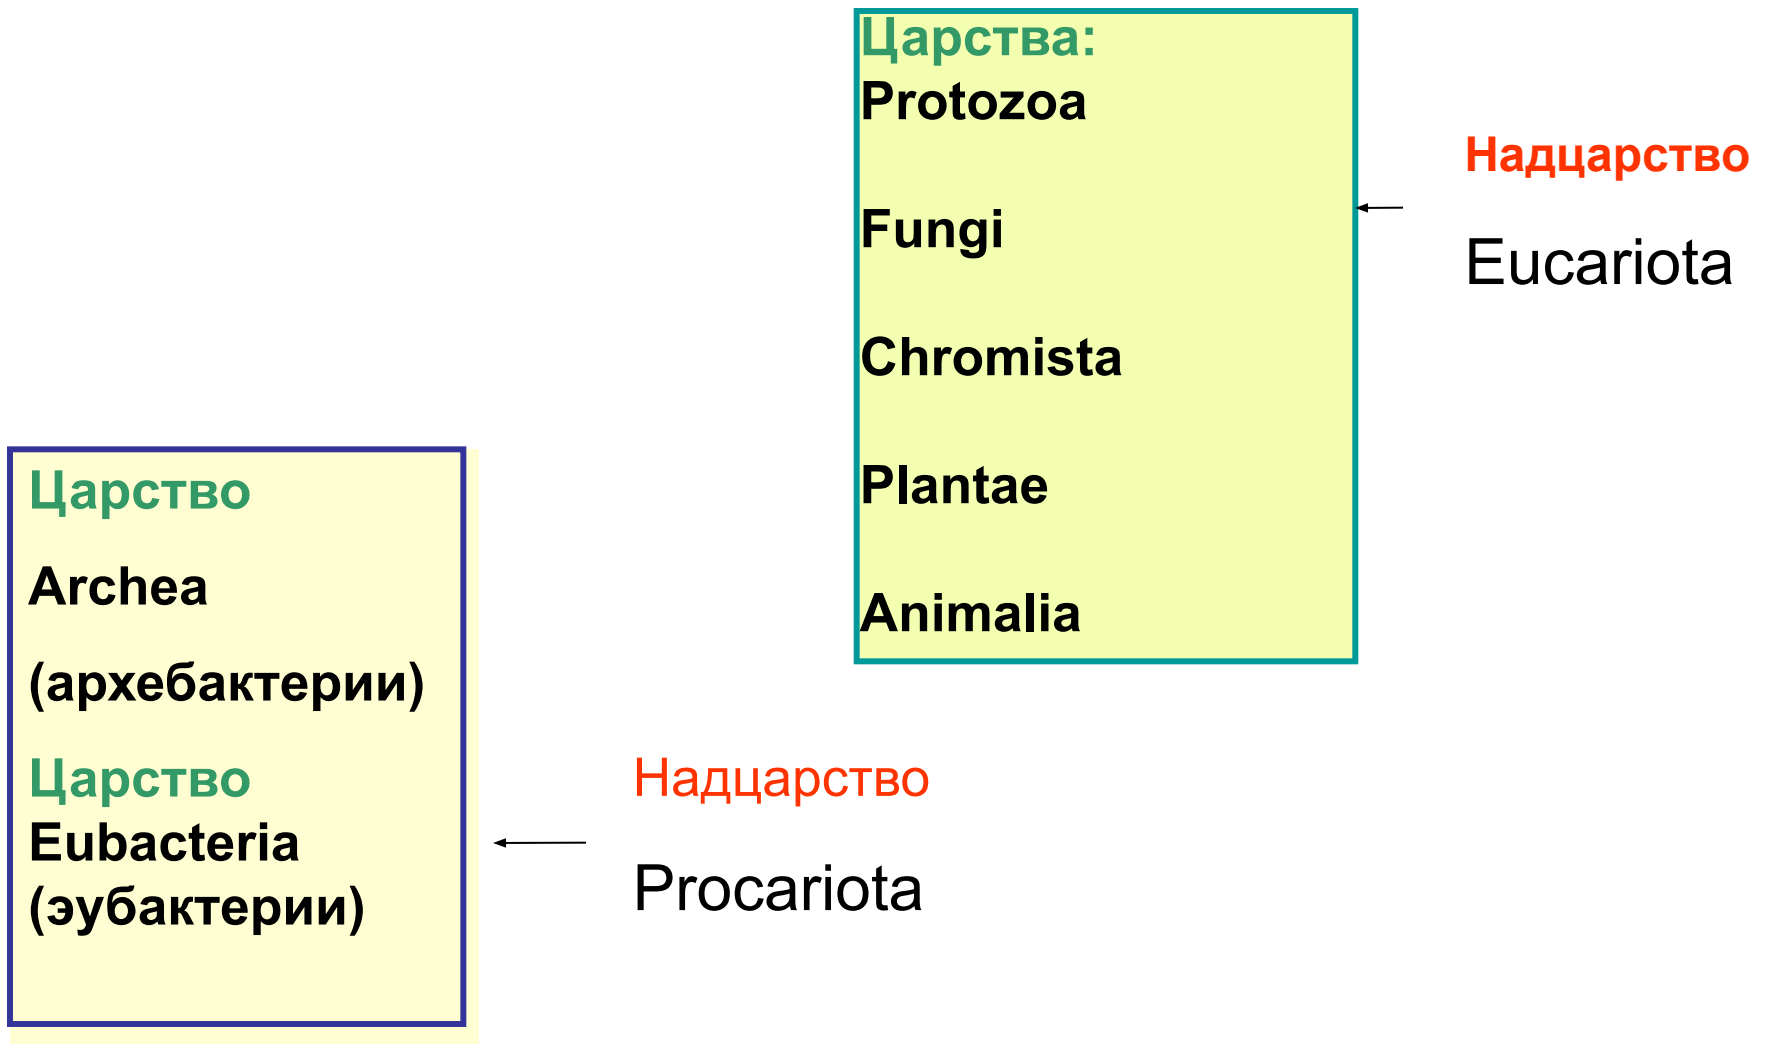 Царства:
Protozoa
Fungi
Chromista
Plantae
Animalia
Надцарство
Eucariota
Царство
Archea
(архебактерии)
Царство
Eubacteria
(эубактерии)
Надцарство
Procariota